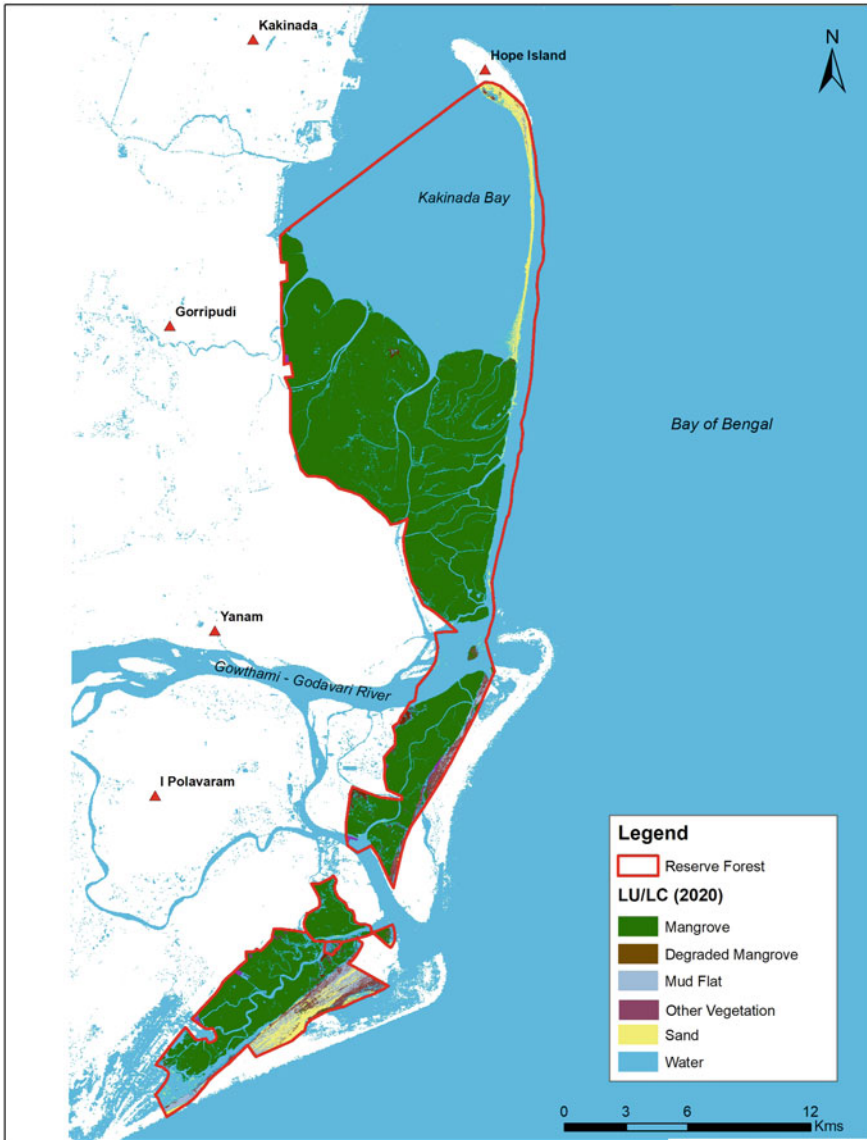 Kakinada
Hope Island
N
Kakinada Bay
Gorripudi
Bay of Bengal
Yanam
Gowthami - Godavari River
I Polavaram
Legend
Reserve Forest
LU/LC (2020)
Mangrove
Degraded Mangrove
Mud Flat
Other Vegetation
Sand
Water
0 3 6 12
Kms